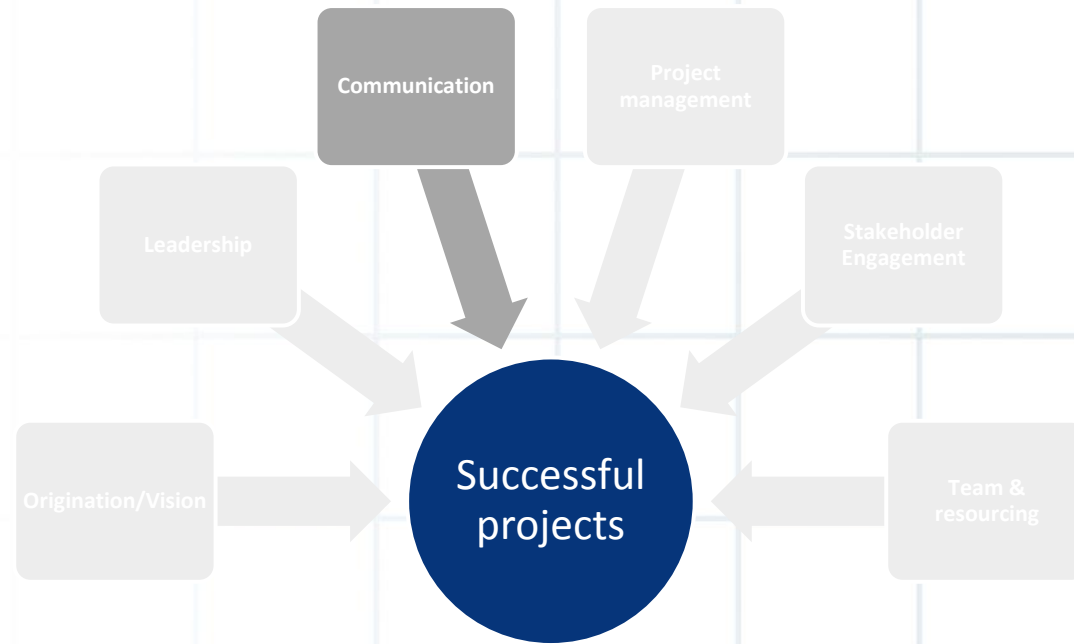 Communication
Project
management
Leadership
Stakeholder
Engagement
Origination/Vision
Successful
projects
Team &
resourcing